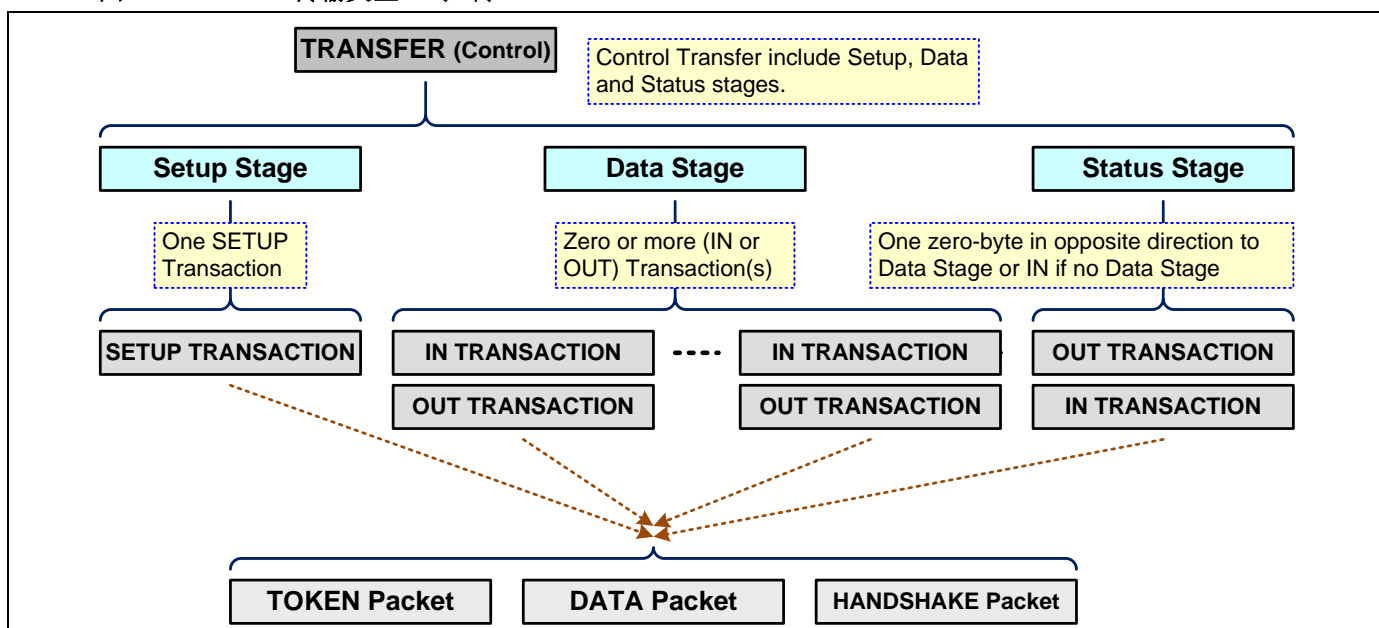 TRANSFER (Control)
Control Transfer include Setup, Data
and Status stages.
Setup Stage
Data Stage
Status Stage
One SETUP
Transaction
Zero or more (IN or
OUT) Transaction(s)
One zero-byte in opposite direction to
Data Stage or IN if no Data Stage
SETUP TRANSACTION
IN TRANSACTION
IN TRANSACTION
OUT TRANSACTION
OUT TRANSACTION
OUT TRANSACTION
IN TRANSACTION
TOKEN Packet
DATA Packet
HANDSHAKE Packet